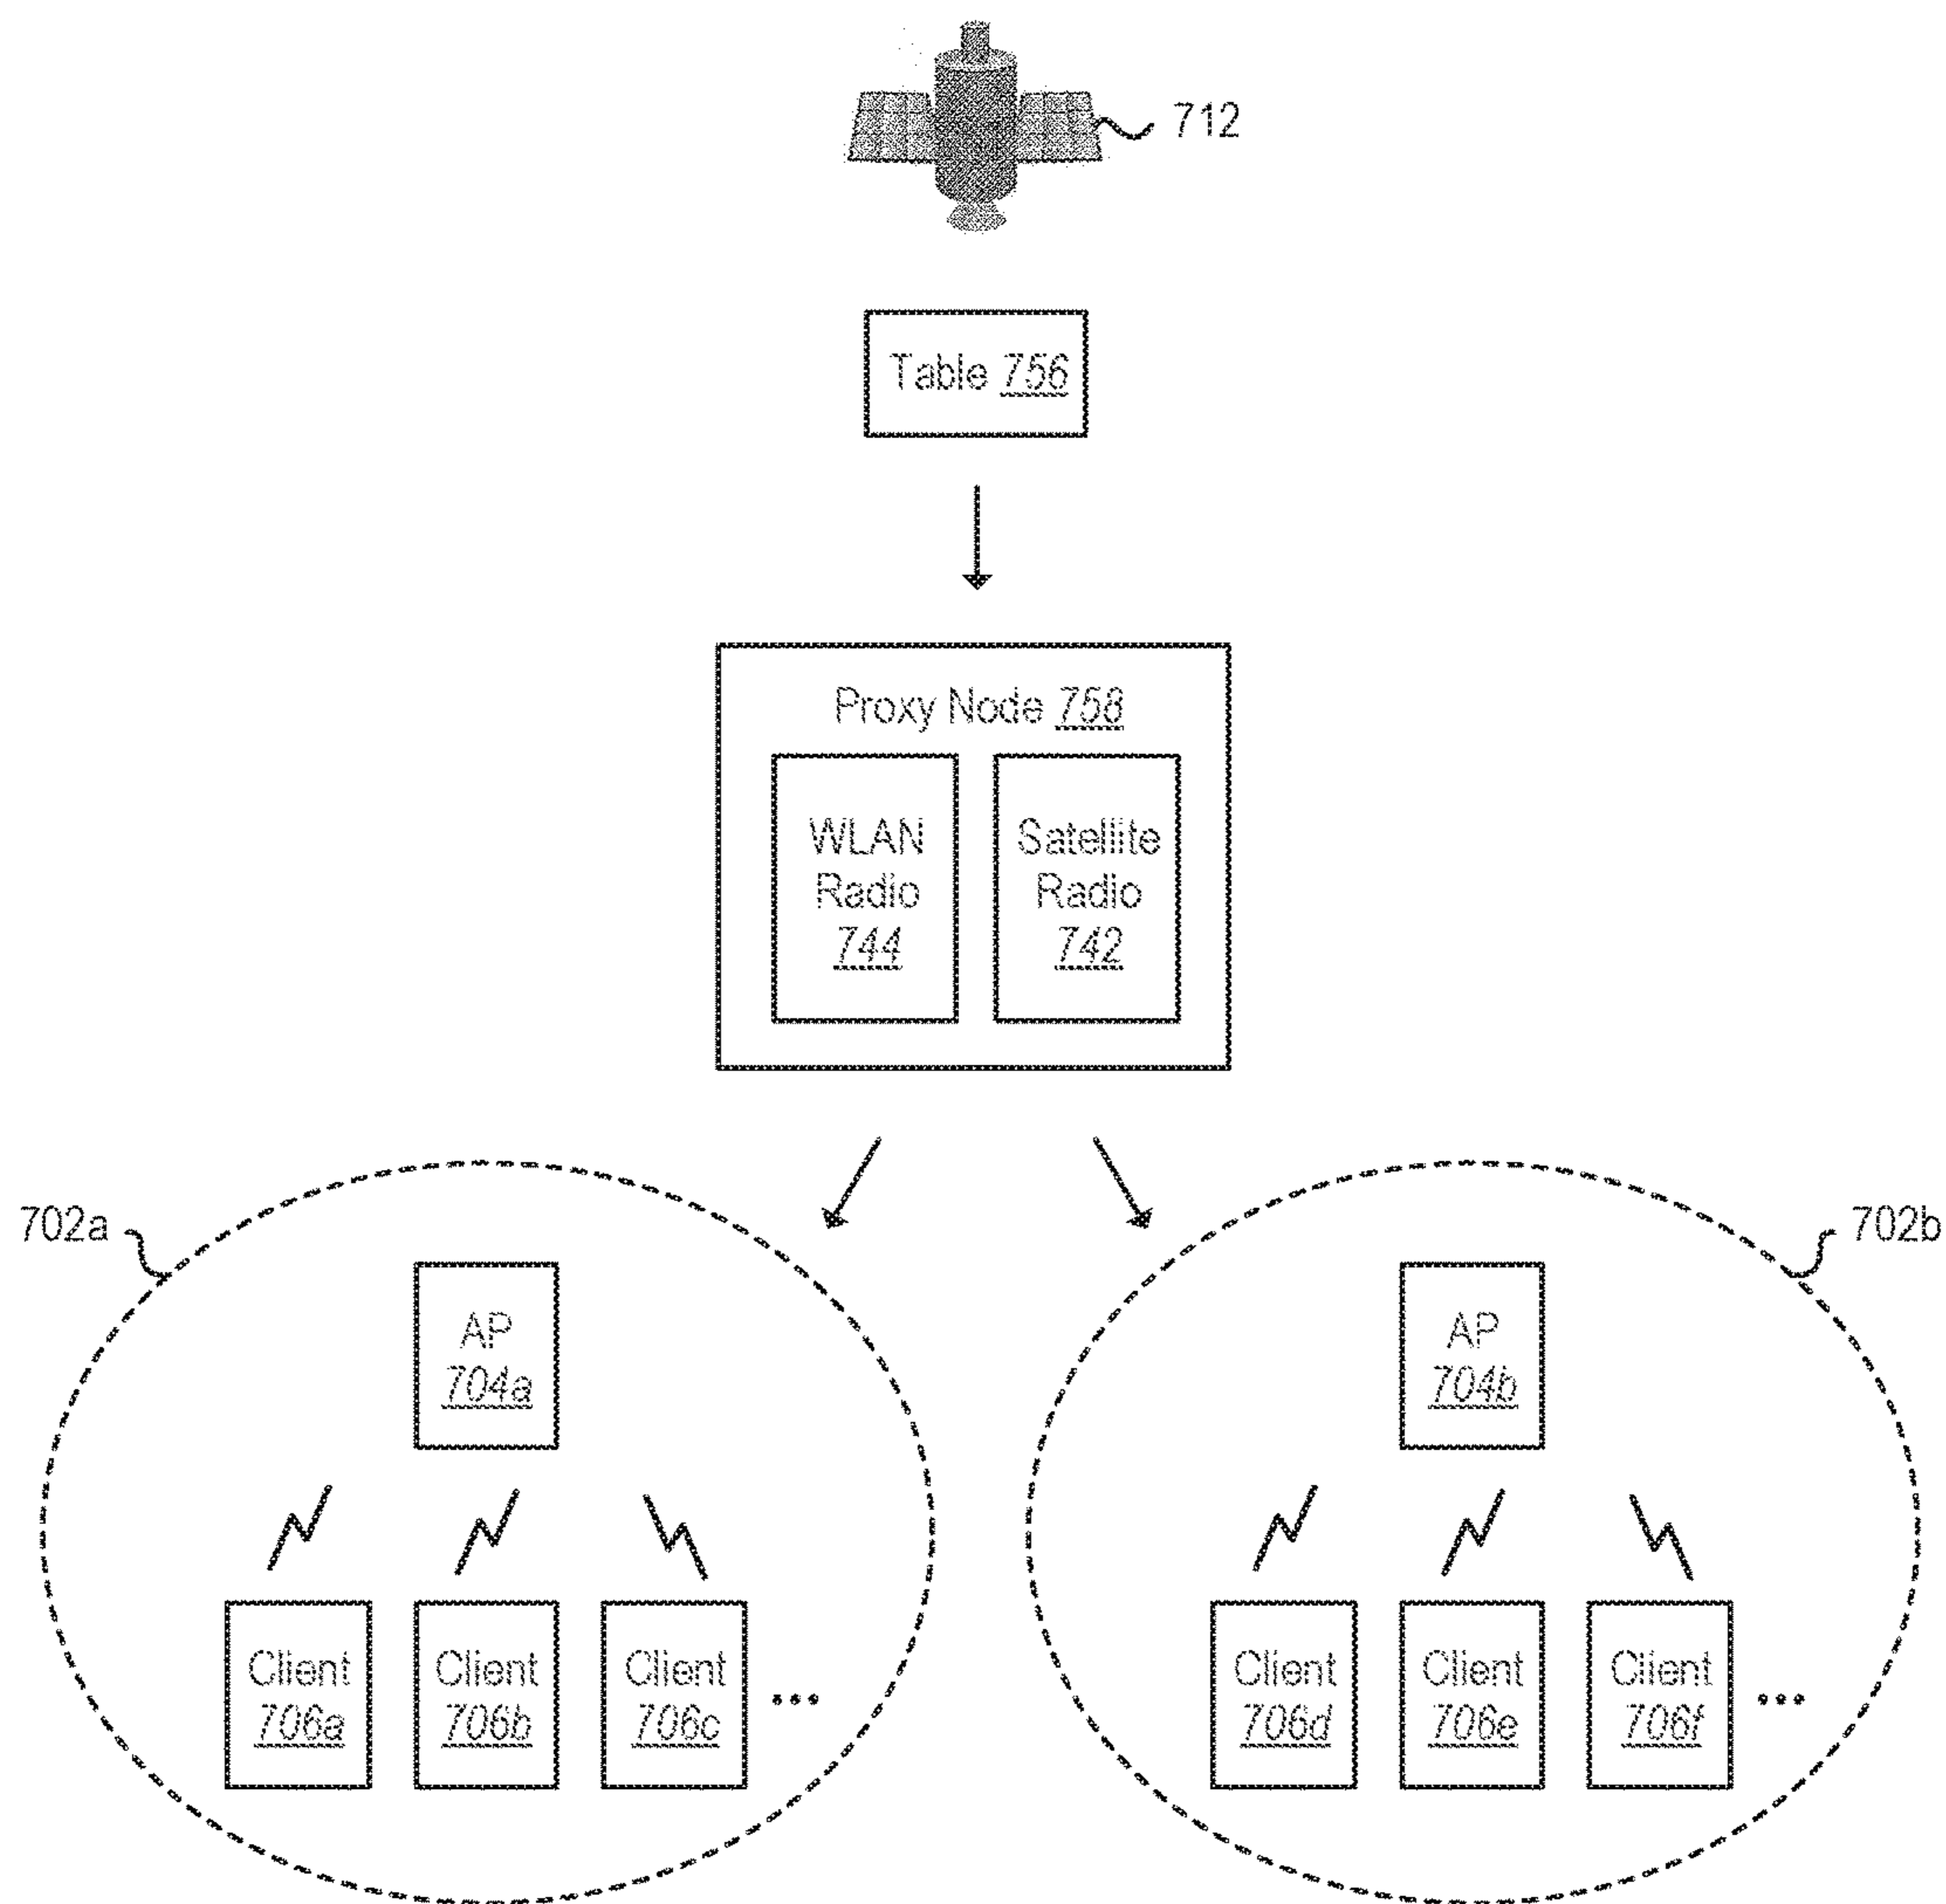 712
Table 756
Proxy Node 758
WLAN Radio 744
Satellite Radio 742
702a
702b
AP 704a
AP 704b
Client 706a
Client 706b
Client 706c
...
Client 706d
Client 706e
Client 706f
...